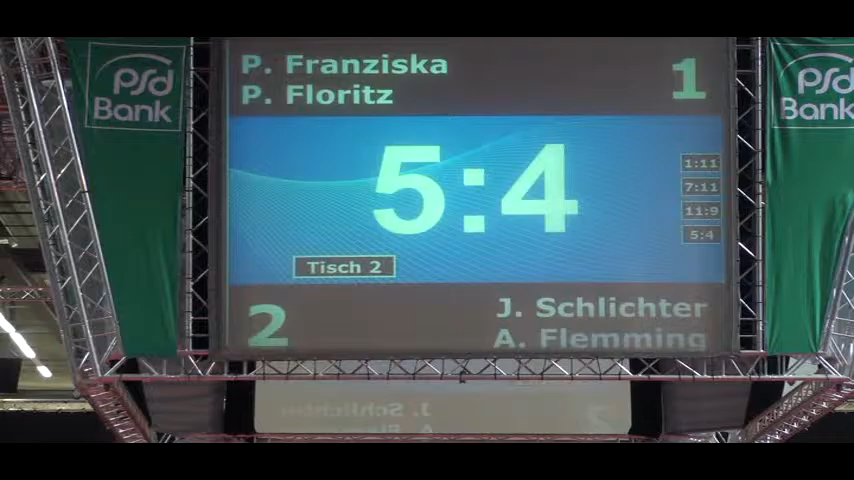 psd
Bank
P. Franziska
P. Floritz
1
psd
Bank
5:4
1:11
7:11
11:9
5:4
Tisch 2
2
J. Schlichter
A. Flemming